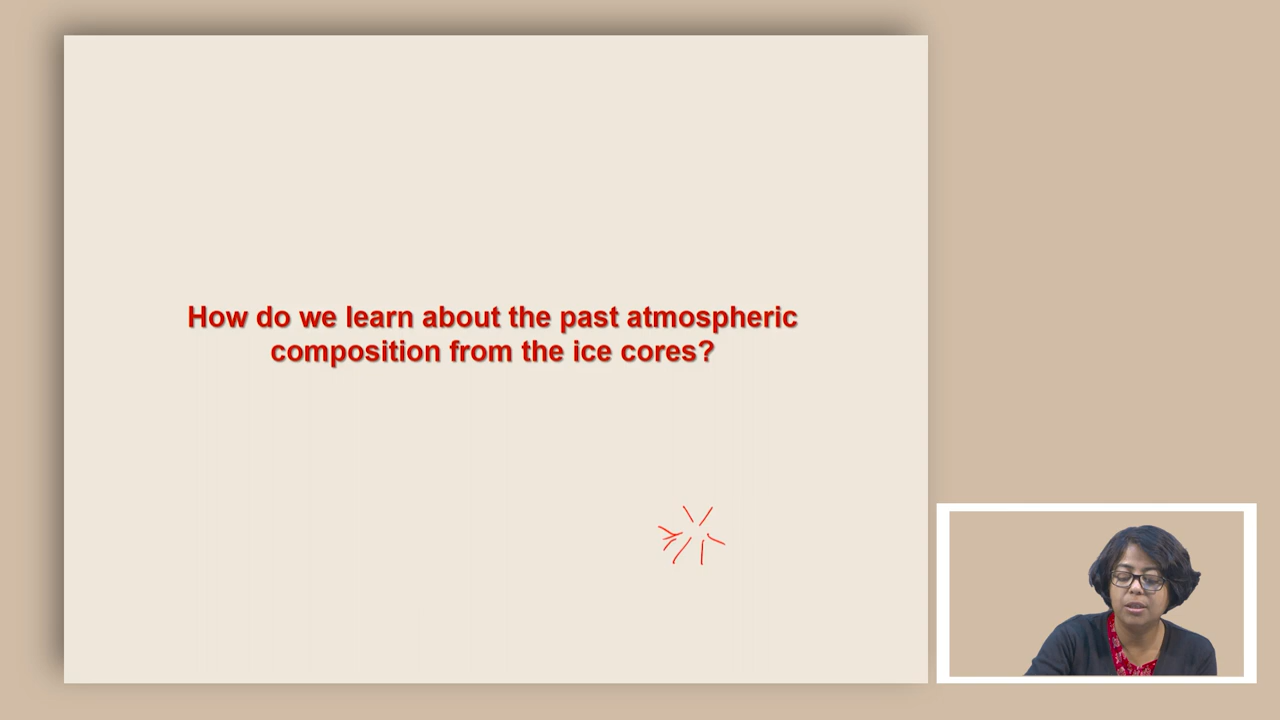 How do we learn about the past atmospheric
composition from the ice cores?